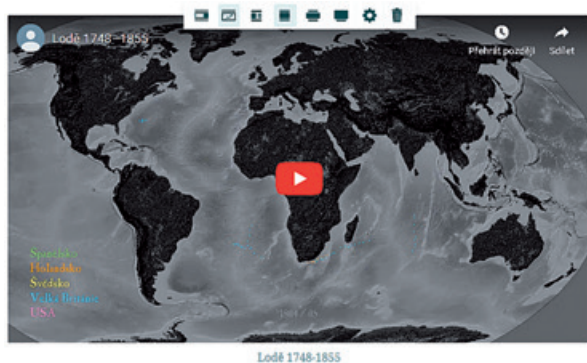 Lodě 1748–1855
Přehrát později
Sdílet
Španělsko
Holandsko
Švédsko
Velká Británie
USA
Lodě 1748-1855